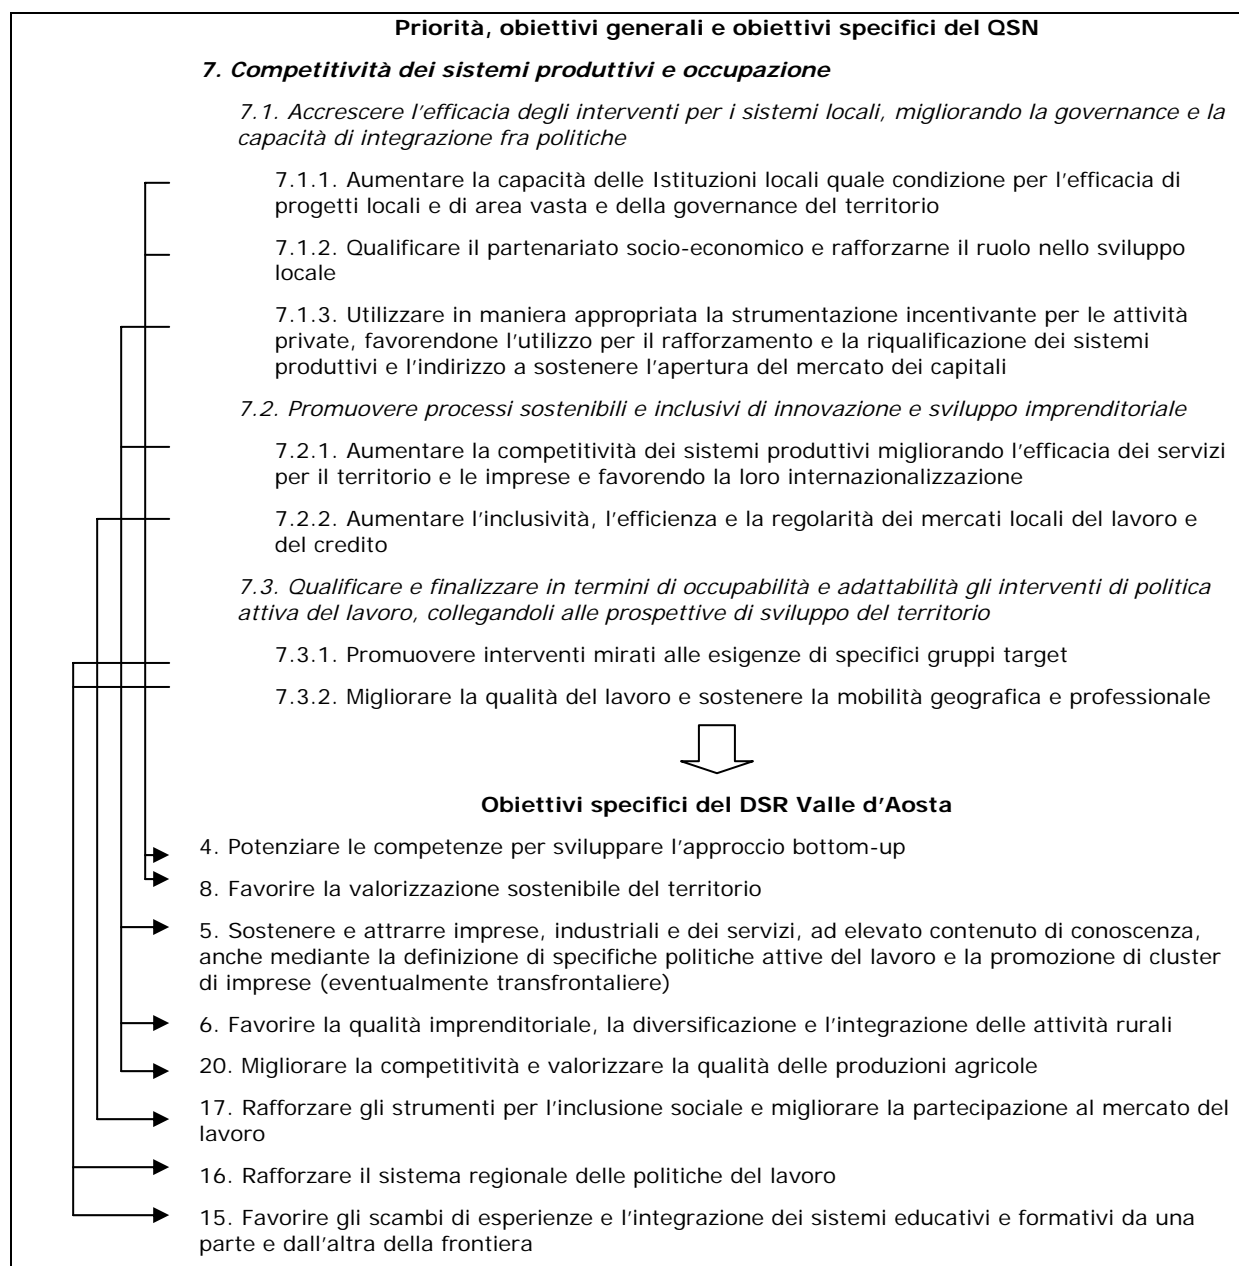 Priorità, obiettivi generali e obiettivi specifici del QSN
7. Competitività dei sistemi produttivi e occupazione
7.1. Accrescere l'efficacia degli interventi per i sistemi locali, migliorando la governance e la
capacità di integrazione fra politiche
7.1.1. Aumentare la capacità delle Istituzioni locali quale condizione per l'efficacia di
progetti locali e di area vasta e della governance del territorio
7.1.2. Qualificare il partenariato socio-economico e rafforzarne il ruolo nello sviluppo
locale
7.1.3. Utilizzare in maniera appropriata la strumentazione incentivante per le attività
private, favorendone l'utilizzo per il rafforzamento e la riqualificazione dei sistemi
produttivi e l'indirizzo a sostenere l'apertura del mercato dei capitali
7.2. Promuovere processi sostenibili e inclusivi di innovazione e sviluppo imprenditoriale
7.2.1. Aumentare la competitività dei sistemi produttivi migliorando l'efficacia dei servizi
per il territorio e le imprese e favorendo la loro internazionalizzazione
7.2.2. Aumentare l'inclusività, l'efficienza e la regolarità dei mercati locali del lavoro e
del credito
7.3. Qualificare e finalizzare in termini di occupabilità e adattabilità gli interventi di politica
attiva del lavoro, collegandoli alle prospettive di sviluppo del territorio
7.3.1. Promuovere interventi mirati alle esigenze di specifici gruppi target
7.3.2. Migliorare la qualità del lavoro e sostenere la mobilità geografica e professionale
Obiettivi specifici del DSR Valle d'Aosta
4. Potenziare le competenze per sviluppare l'approccio bottom-up
8. Favorire la valorizzazione sostenibile del territorio
5. Sostenere e attrarre imprese, industriali e dei servizi, ad elevato contenuto di conoscenza,
anche mediante la definizione di specifiche politiche attive del lavoro e la promozione di cluster
di imprese (eventualmente transfrontaliere)
6. Favorire la qualità imprenditoriale, la diversificazione e l'integrazione delle attività rurali
20. Migliorare la competitività e valorizzare la qualità delle produzioni agricole
17. Rafforzare gli strumenti per l'inclusione sociale e migliorare la partecipazione al mercato del
lavoro
16. Rafforzare il sistema regionale delle politiche del lavoro
15. Favorire gli scambi di esperienze e l'integrazione dei sistemi educativi e formativi da una
parte e dall'altra della frontiera